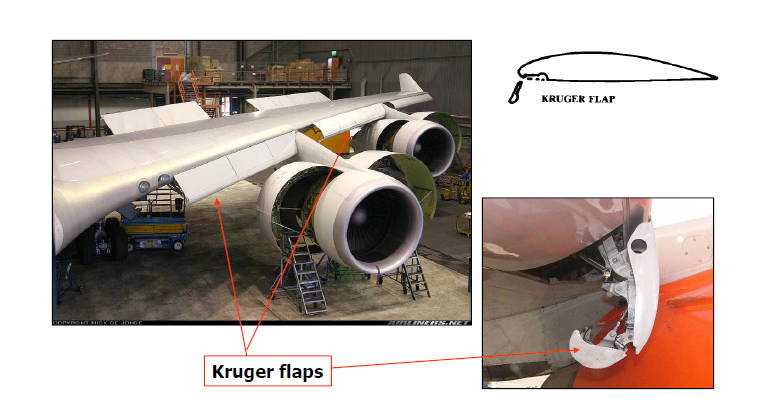 KRUGER FLAP
COPYRIGHT NICK DE JONGE
AIRLINERS.NET
Kruger flaps